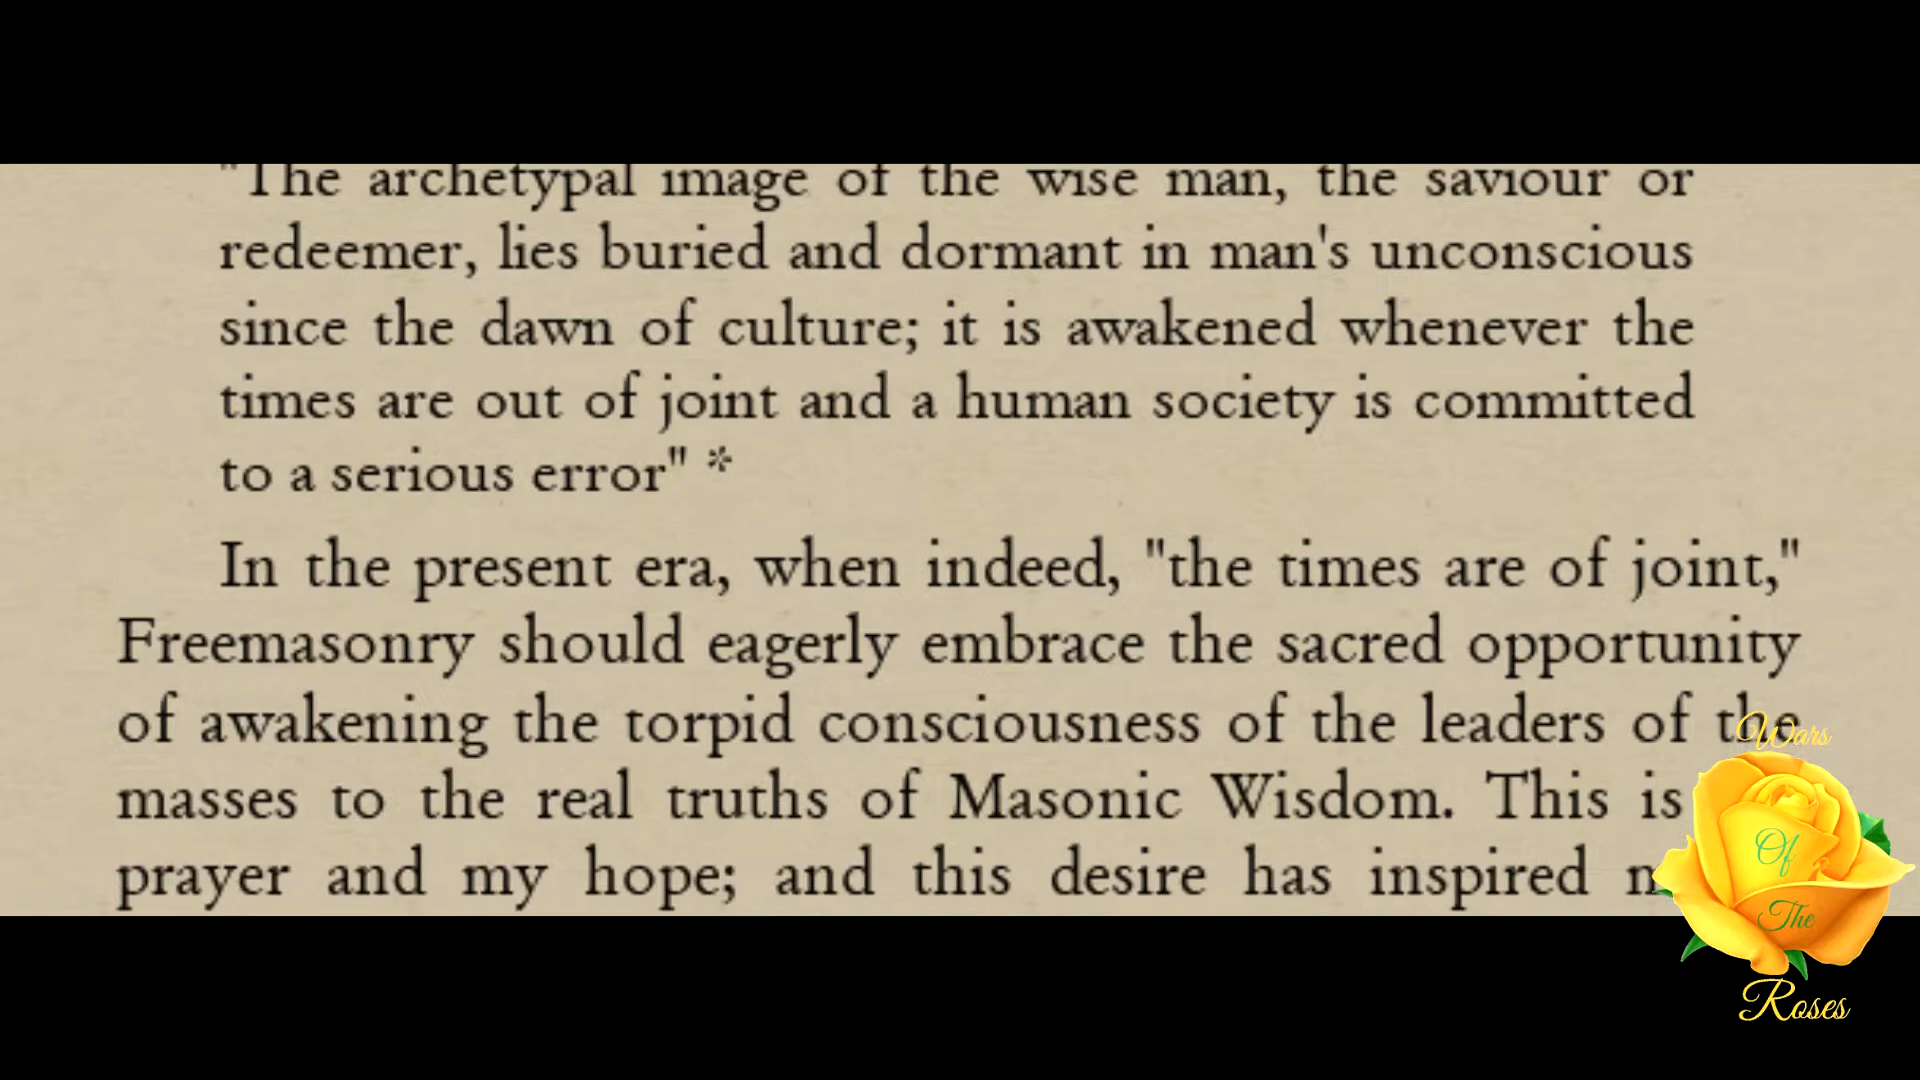 "The archetypal image of the wise man, the saviour or
redeemer, lies buried and dormant in man's unconscious
since the dawn of culture; it is awakened whenever the
times are out of joint and a human society is committed
to a serious error" *
In the present era, when indeed, "the times are of joint,"
Freemasonry should eagerly embrace the sacred opportunity
of awakening the torpid consciousness of the leaders of the
masses to the real truths of Masonic Wisdom. This is
prayer and my hope; and this desire has inspired
Wars
Of
The
Roses